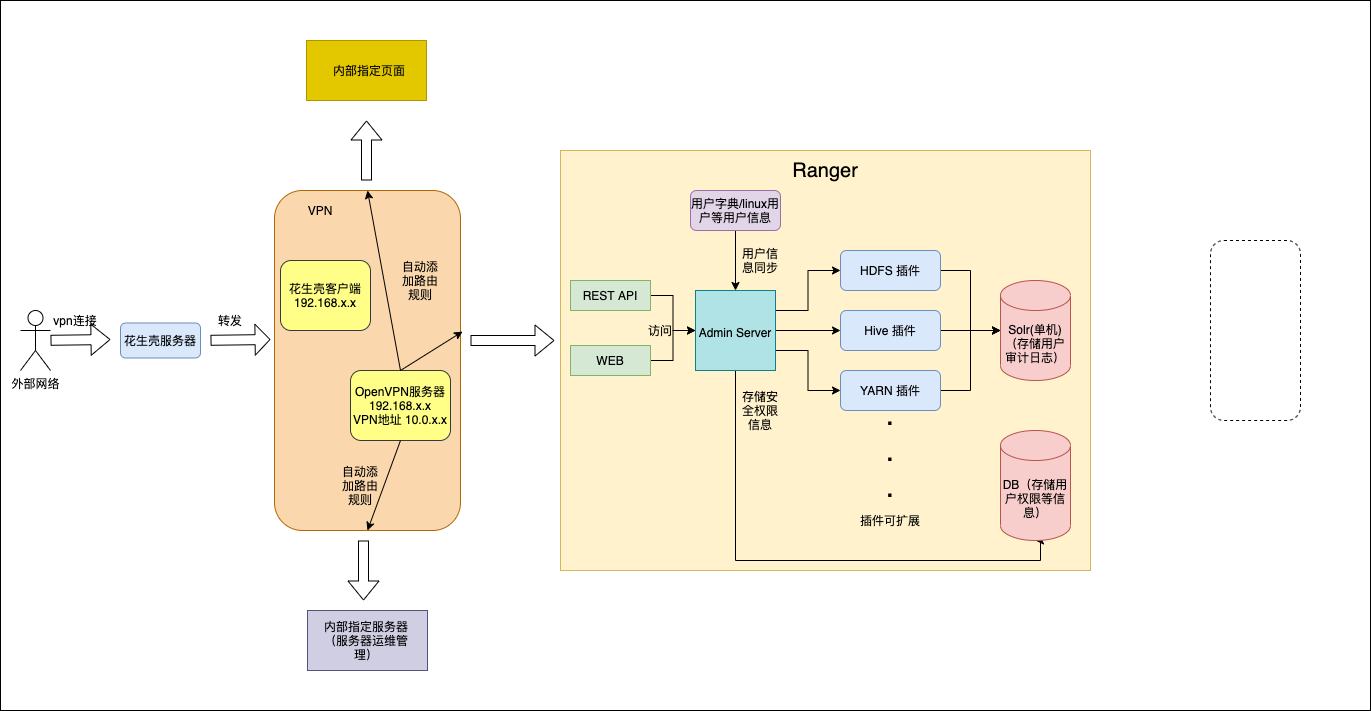 内部指定页面
VPN
花生壳客户端
192.168.x.x
自动添
加路由
规则
vpn连接
外部网络
花生壳服务器
转发
OpenVPN服务器
192.168.x.x
VPN地址 10.0.x.x
自动添
加路由
规则
内部指定服务器
（服务器运维管
理）
Ranger
用户字典/linux用
户等用户信息
用户信
息同步
REST API
WEB
访问
Admin Server
存储安
全权限
信息
HDFS 插件
Hive 插件
YARN 插件
.
.
.
插件可扩展
Solr(单机)
（存储用户
审计日志）
DB（存储用
户权限等信
息）